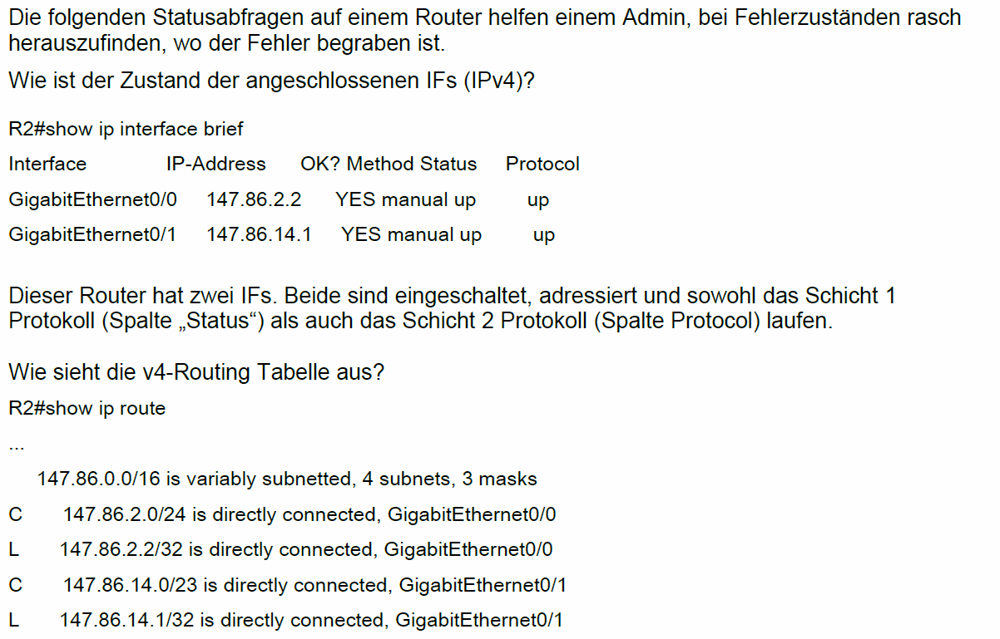 Die folgenden Statusabfragen auf einem Router helfen einem Admin, bei Fehlerzuständen rasch
herauszufinden, wo der Fehler begraben ist.
Wie ist der Zustand der angeschlossenen IFs (IPv4)?
R2#show ip interface brief
Interface IP-Address OK? Method Status Protocol
GigabitEthernet0/0 147.86.2.2 YES manual up up
GigabitEthernet0/1 147.86.14.1 YES manual up up
Dieser Router hat zwei IFs. Beide sind eingeschaltet, adressiert und sowohl das Schicht 1
Protokoll (Spalte „Status“) als auch das Schicht 2 Protokoll (Spalte Protocol) laufen.
Wie sieht die v4-Routing Tabelle aus?
R2#show ip route
...
147.86.0.0/16 is variably subnetted, 4 subnets, 3 masks
C 147.86.2.0/24 is directly connected, GigabitEthernet0/0
L 147.86.2.2/32 is directly connected, GigabitEthernet0/0
C 147.86.14.0/23 is directly connected, GigabitEthernet0/1
L 147.86.14.1/32 is directly connected, GigabitEthernet0/1